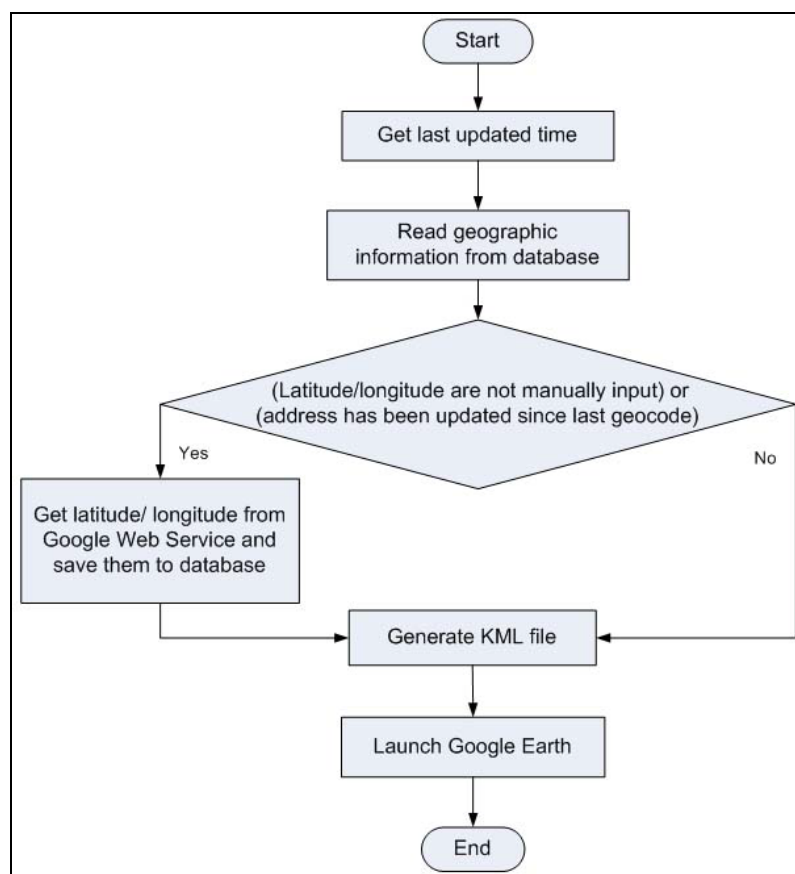 Start
Get last updated time
Read geographic
information from database
(Latitude/longitude are not manually input) or
(address has been updated since last geocode)
Yes
No
Get latitude/ longitude from
Google Web Service and
save them to database
Generate KML file
Launch Google Earth
End